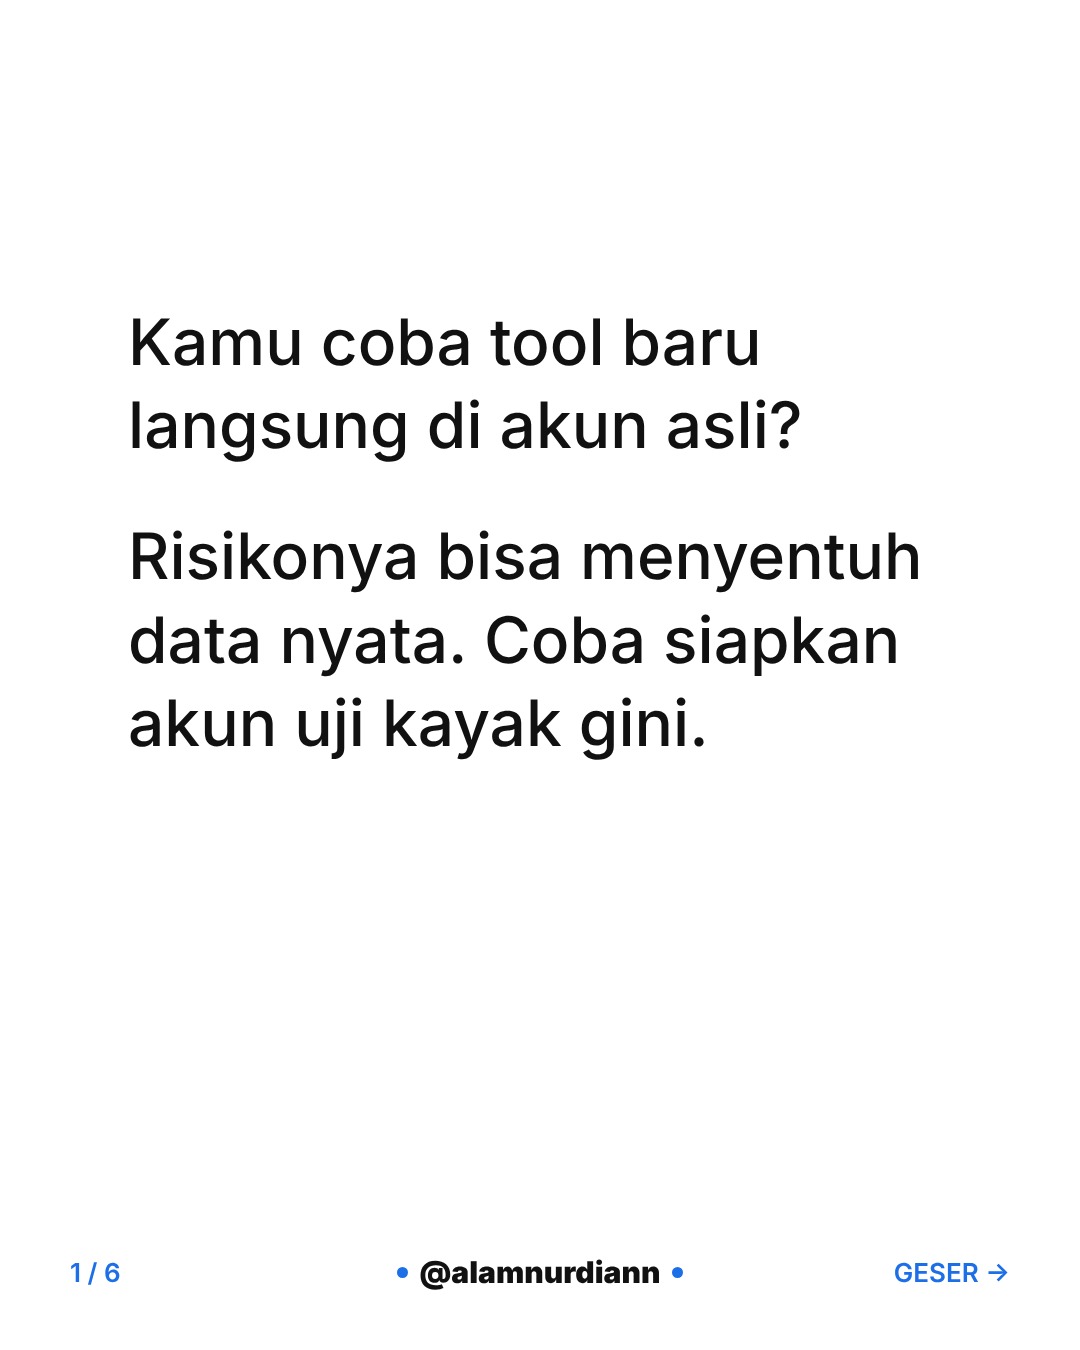 Kamu coba tool baru
langsung di akun asli?
Risikonya bisa menyentuh
data nyata. Coba siapkan
akun uji kayak gini.
1 / 6
• @alamnurdiann •
GESER →